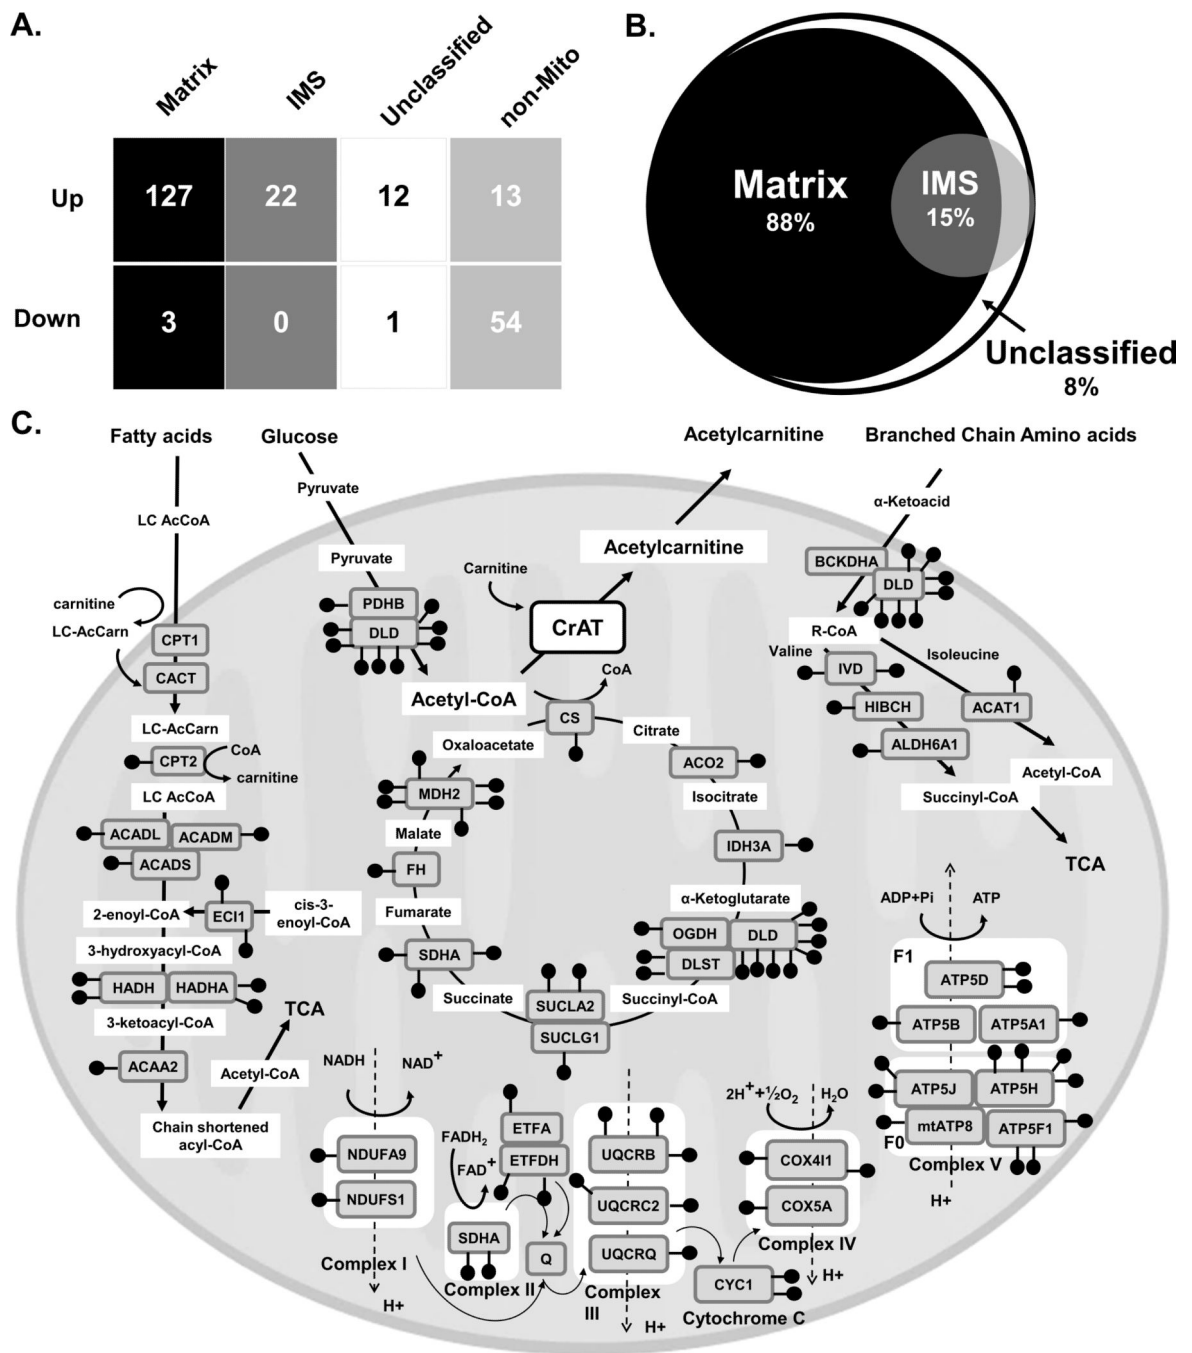 A.
Matrix
IMS
Unclassified
non-Mito
Up
127
22
12
13
Down
3
0
1
54
B.
Matrix
88%
IMS
15%
Unclassified
8%
C.
Fatty acids
Glucose
Acetylcarnitine
Branched Chain Amino acids
LC AcCoA
carnitine
LC-AcCarn
CPT1
CACT
LC-AcCarn
CPT2
CoA
carnitine
LC AcCoA
ACADL
ACADM
ACADS
2-enoyl-CoA
ECI1
cis-3-
enoyl-CoA
3-hydroxyacyl-CoA
HADH
HADHA
3-ketoacyl-CoA
ACAA2
TCA
Acetyl-CoA
Chain shortened
acyl-CoA
Pyruvate
Pyruvate
PDHB
DLD
Acetyl-CoA
Carnitine
CrAT
Acetylcarnitine
CoA
CS
Oxaloacetate
Citrate
MDH2
ACO2
Malate
Isocitrate
FH
IDH3A
Fumarate
α-Ketoglutarate
SDHA
OGDH
DLD
DLST
Succinate
SUCLA2
SUCLG1
Succinyl-CoA
α-Ketoacid
BCKDHA
DLD
R-CoA
Valine
Isoleucine
IVD
HIBCH
ACAT1
ALDH6A1
Acetyl-CoA
Succinyl-CoA
TCA
NADH
NAD+
NDUFA9
NDUFS1
Complex I
H+
FADH2
FAD+
ETFA
ETFDH
SDHA
Complex II
Q
UQCRB
UQCRC2
UQCRQ
Complex
III
H+
2H+ +½O2
H2O
COX4I1
COX5A
Complex IV
H+
CYC1
Cytochrome C
ADP+Pi
ATP
F1
ATP5D
ATP5B
ATP5A1
ATP5J
ATP5H
mtATP8
ATP5F1
F0
Complex V
H+